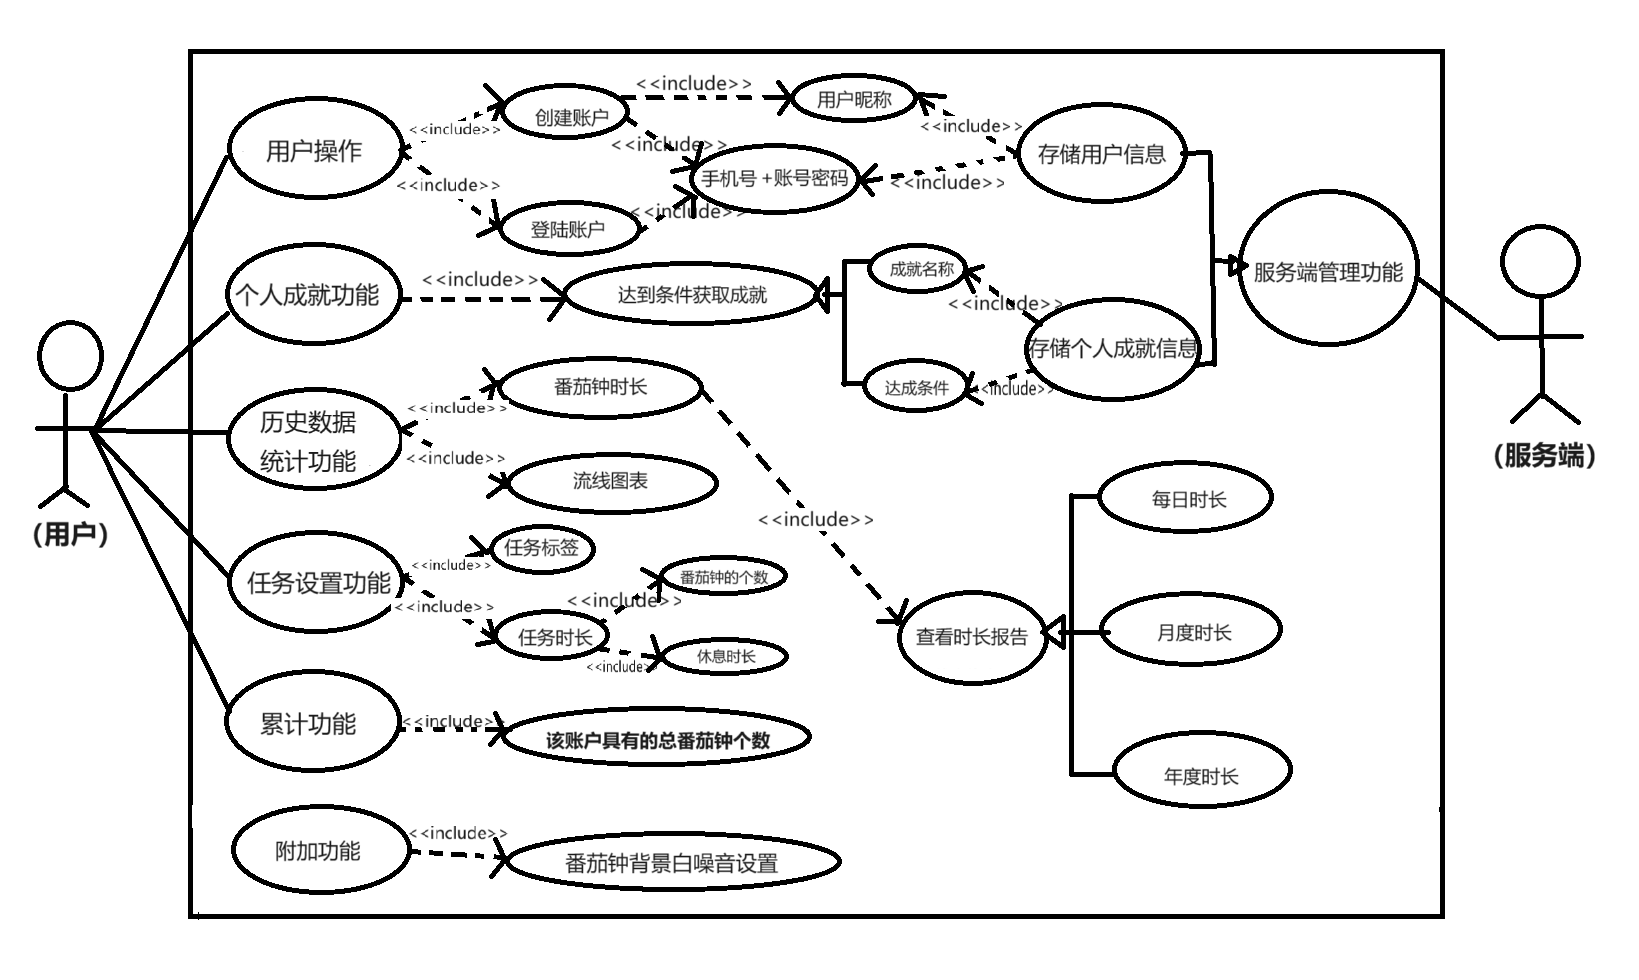 <<include>>
用户昵称
创建账户
<<include>>
<<include>>
<<include>>
用户操作
存储用户信息
手机号 +账号密码
<<include>>
<<include>>
<<include>>
登陆账户
成就名称
服务端管理功能
<<include>>
个人成就功能
达到条件获取成就
<<include>>
存储个人成就信息
番茄钟时长
达成条件
<<include>>
<<include>>
历史数据
统计功能
<<include>>
流线图表
(服务端)
每日时长
<<include>>
(用户)
任务标签
<<include>>
番茄钟的个数
任务设置功能
<<include>>
<<include>>
任务时长
查看时长报告
月度时长
休息时长
<<include>>
累计功能
<<include>>
该账户具有的总番茄钟个数
年度时长
<<include>>
附加功能
番茄钟背景白噪音设置